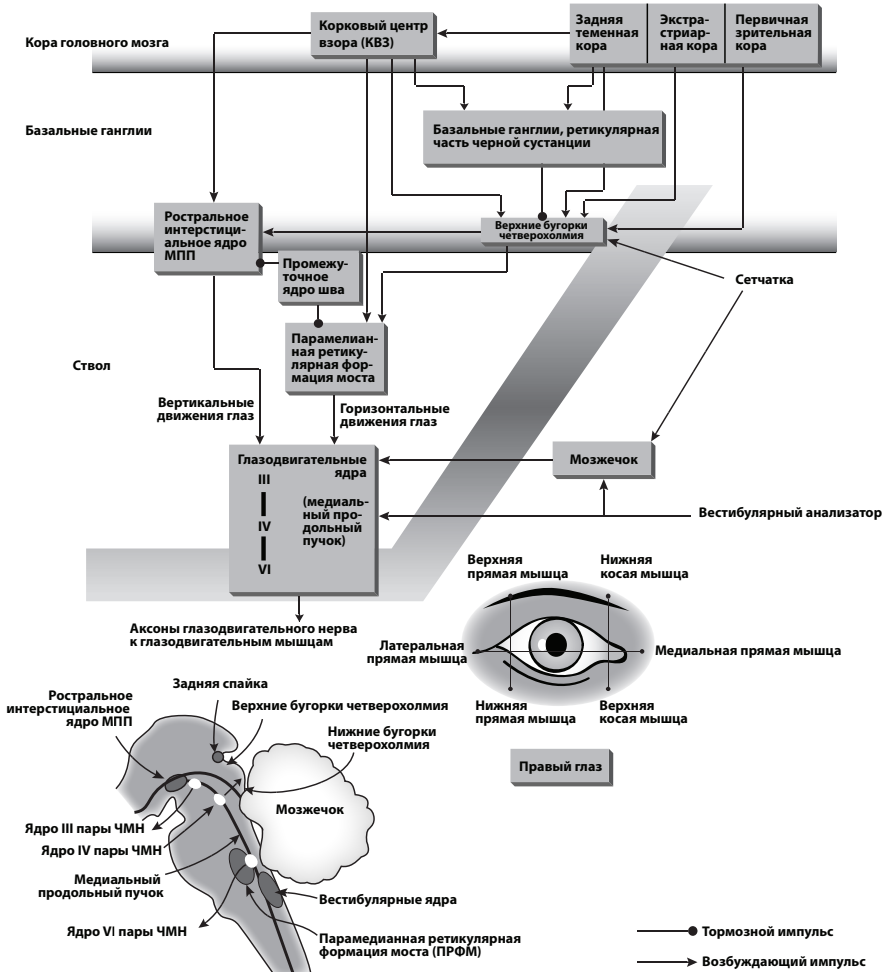 Кора головного мозга
Корковый центр
взора (КВЗ)
Задняя
теменная
кора
Экстра-
стриар-
ная кора
Первичная
зрительная
кора
Базальные ганглии
Базальные ганглии, ретикулярная
часть черной сустанции
Ростральное
интерстици-
альное ядро
МПП
Верхние бугорки
четверохолмия
Промежу-
точное
ядро шва
Сетчатка
Парамелиан-
ная ретику-
лярная фор-
мация моста
Ствол
Вертикальные
движения глаз
Горизонтальные
движения глаз
Глазодвигательные
ядра
III
IV
VI
(медиаль-
ный про-
дольный
пучок)
Мозжечок
Вестибулярный анализатор
Аксоны глазодвигательного нерва
к глазодвигательным мышцам
Верхняя
прямая мышца
Нижняя
косая мышца
Латеральная
прямая мышца
Медиальная прямая мышца
Нижняя
прямая мышца
Верхняя
косая мышца
Правый глаз
Задняя спайка
Ростральное
интерстициальное
ядро МПП
Верхние бугорки четверохолмия
Нижние бугорки
четверохолмия
Мозжечок
Ядро III пары ЧМН
Ядро IV пары ЧМН
Медиальный
продольный пучок
Ядро VI пары ЧМН
Вестибулярные ядра
Парамедианная ретикулярная
формация моста (ПРФМ)
Тормозной импульс
Возбуждающий импульс